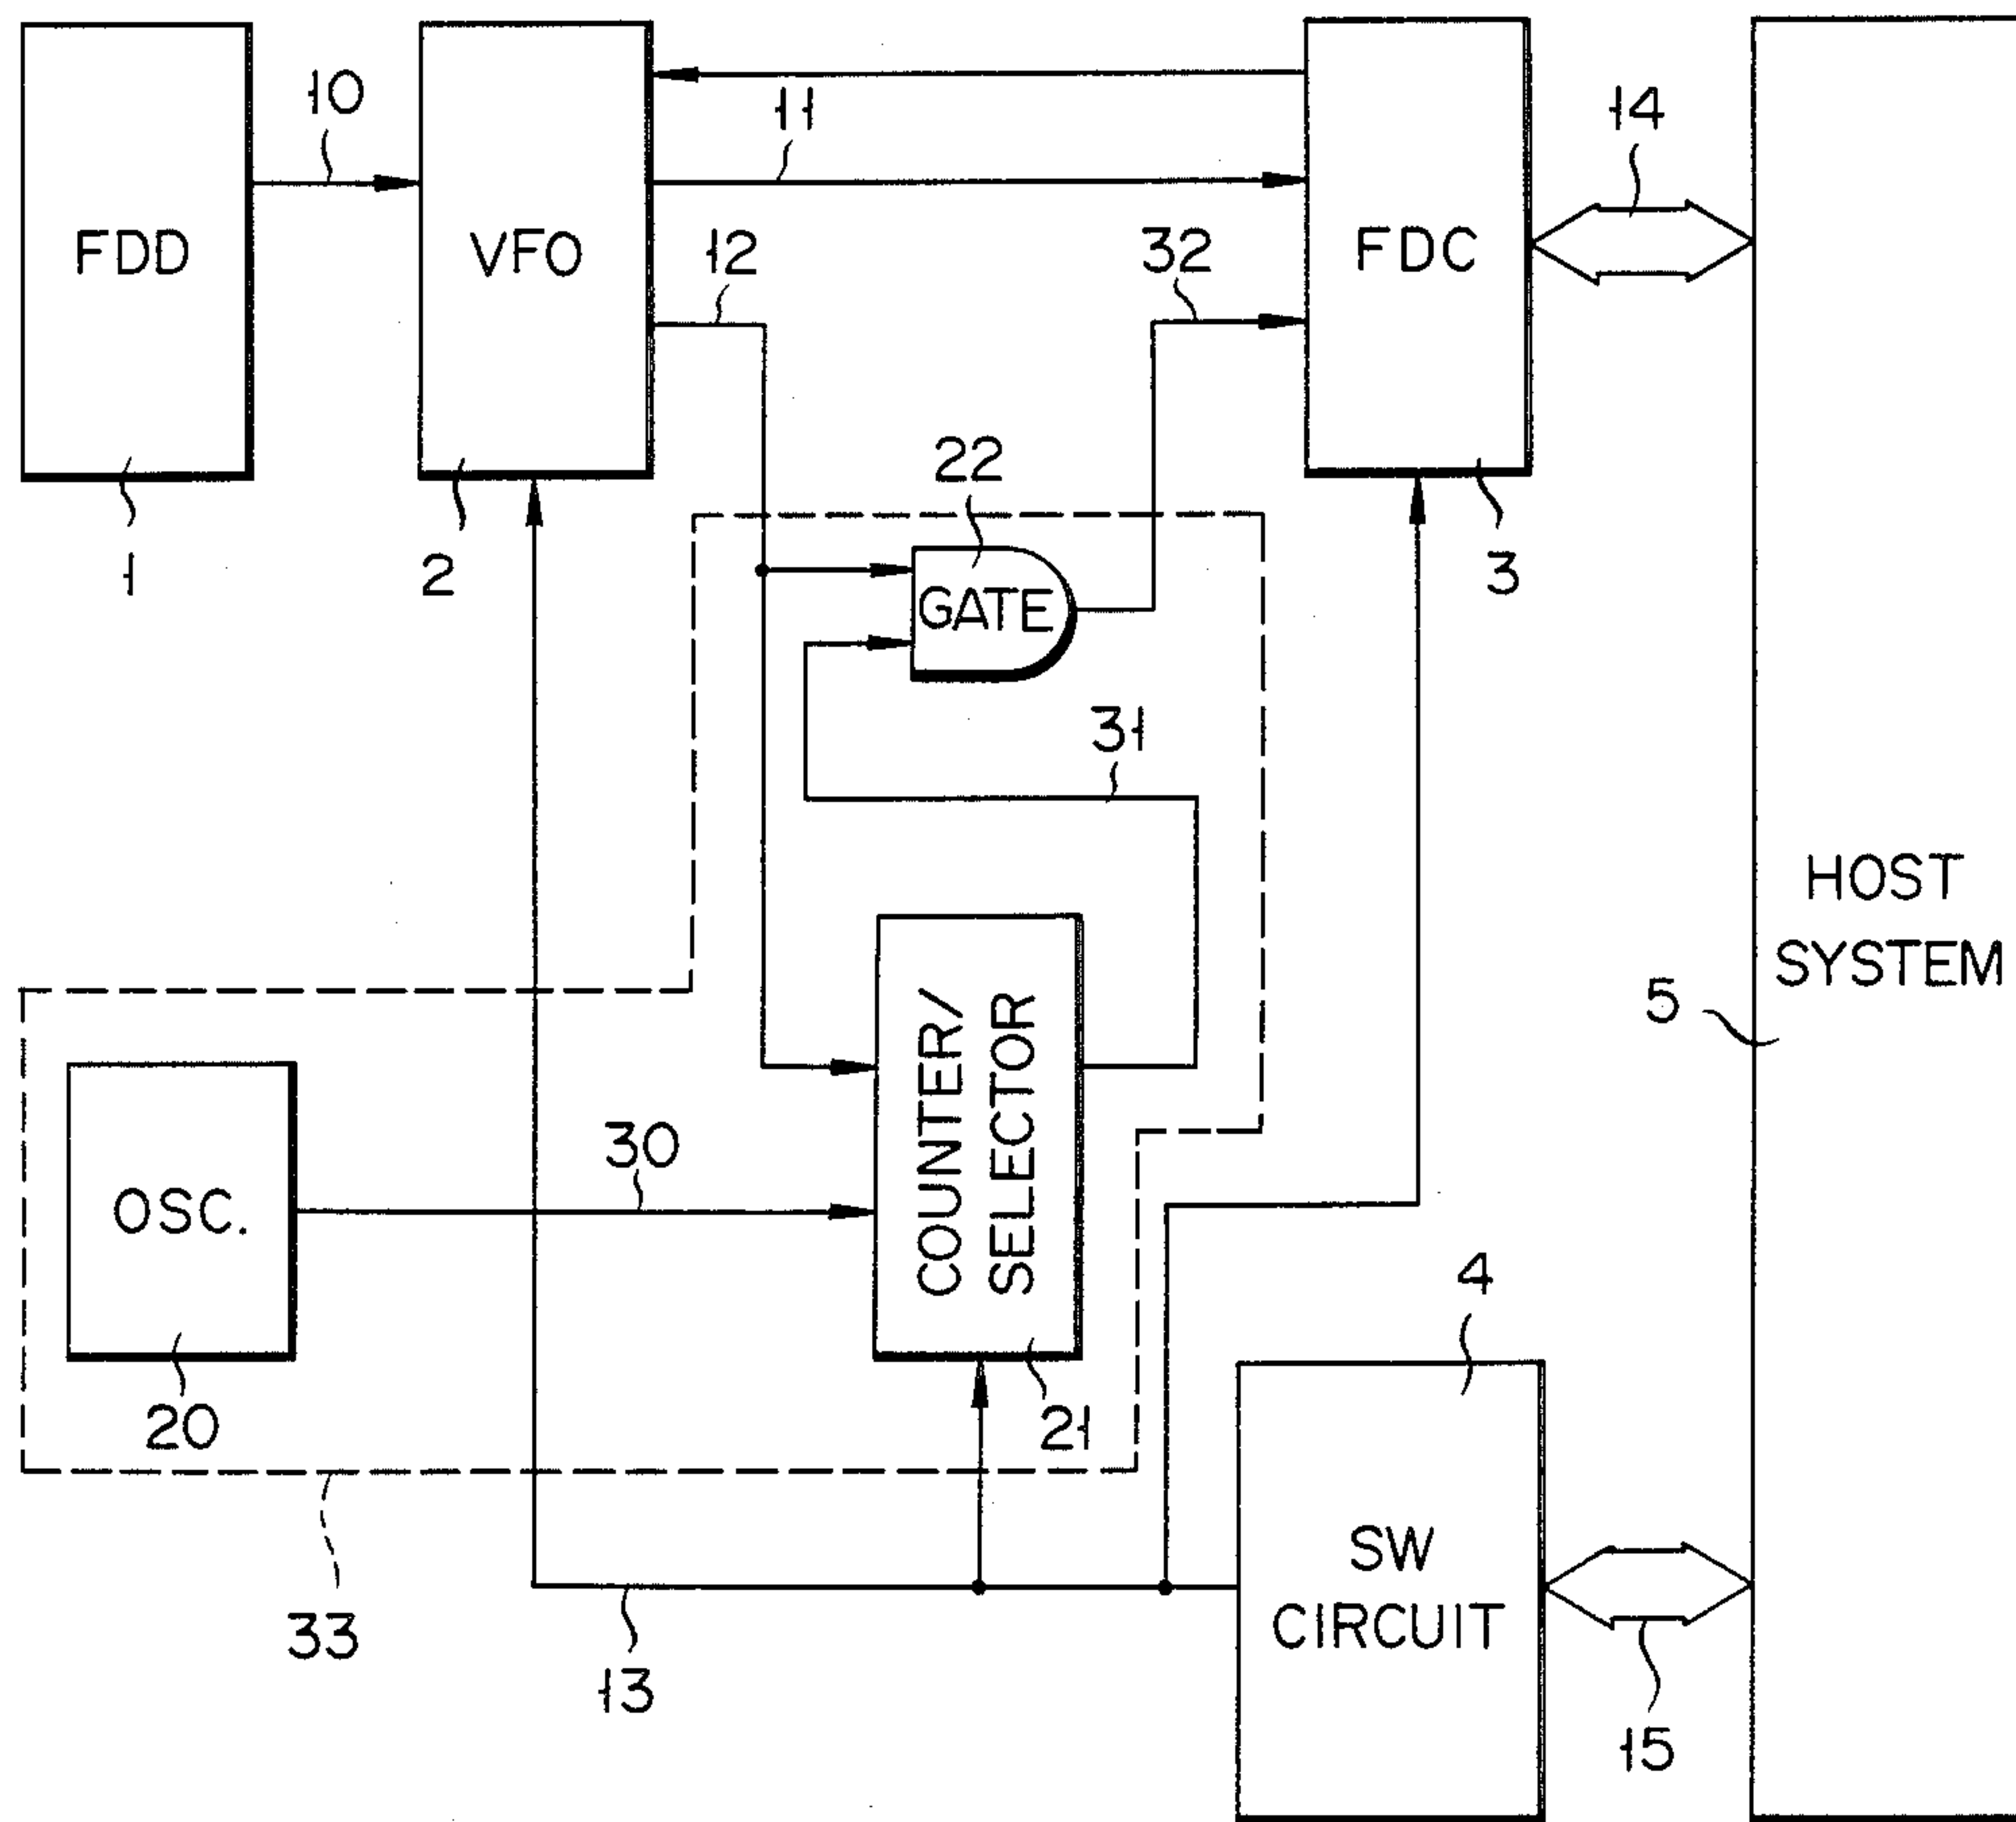 10
11
14
FDD
VFO
12
32
FDC
22
1
2
GATE
3
31
HOST
SYSTEM
5
COUNTER/
SELECTOR
30
OSC.
4
20
21
SW
CIRCUIT
33
13
15